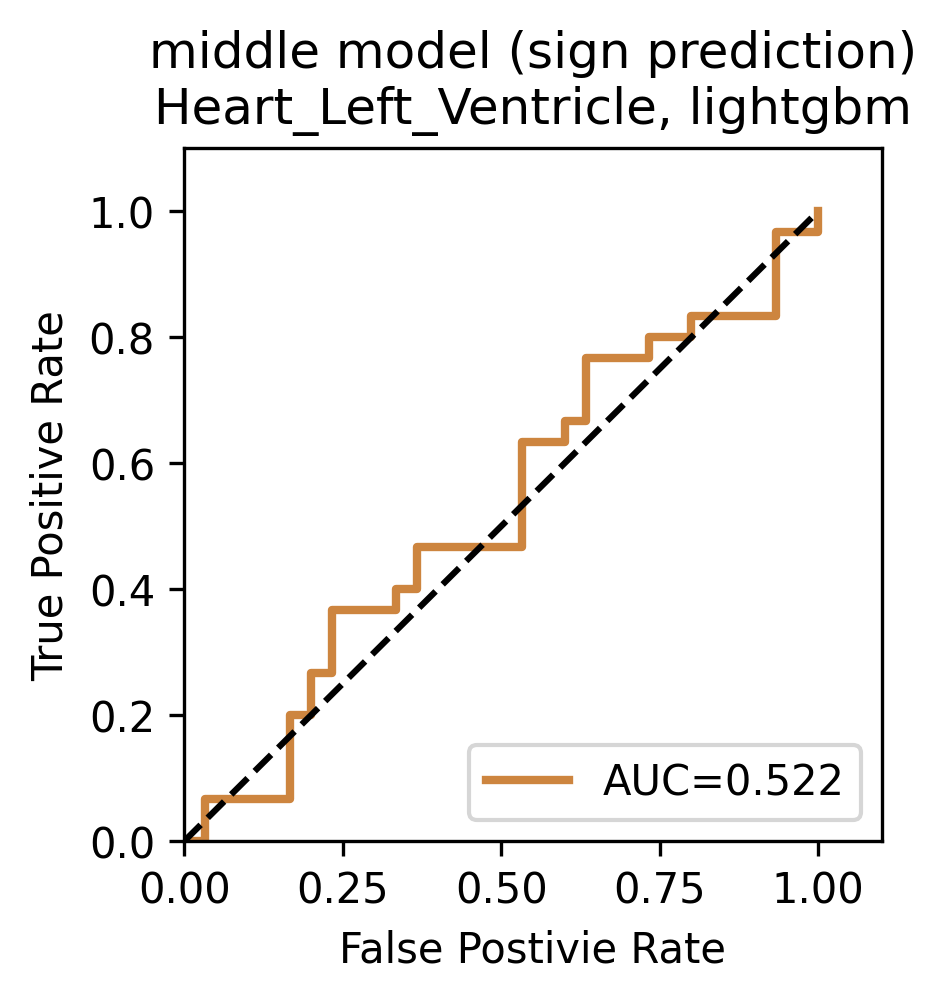 middle model (sign prediction)
Heart_Left_Ventricle, lightgbm
True Positive Rate
1.0
0.8
0.6
0.4
0.2
0.0
AUC=0.522
0.00 0.25 0.50 0.75 1.00
False Postivie Rate